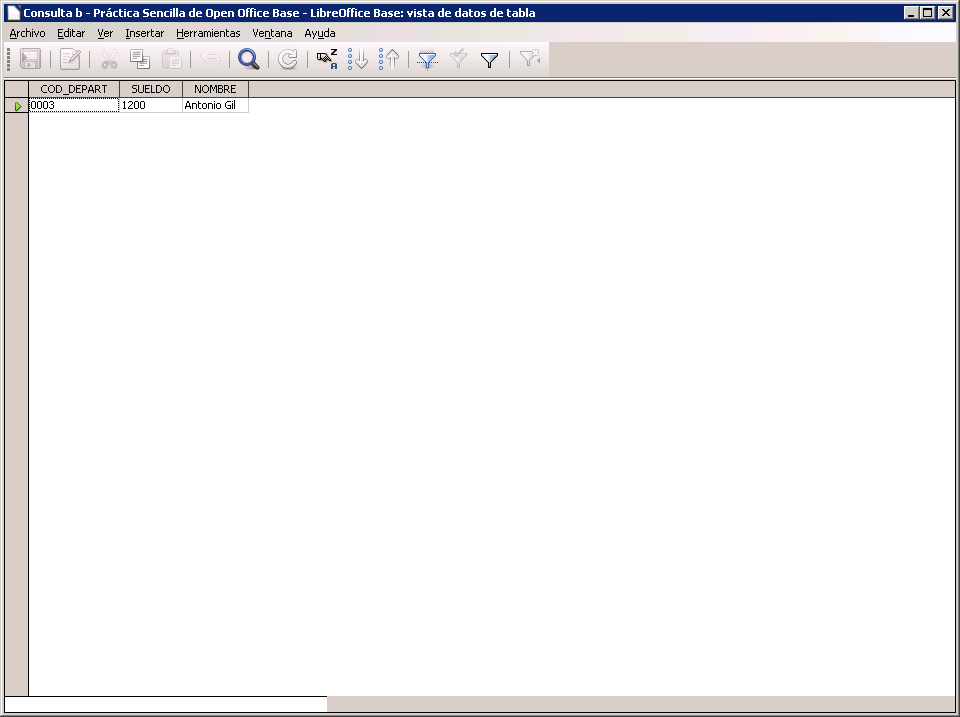 Consulta b - Práctica Sencilla de Open Office Base - LibreOffice Base: vista de datos de tabla
Archivo Editar Ver Insertar Herramientas Ventana Ayuda
COD_DEPART SUELDO NOMBRE
0003 1200 Antonio Gil